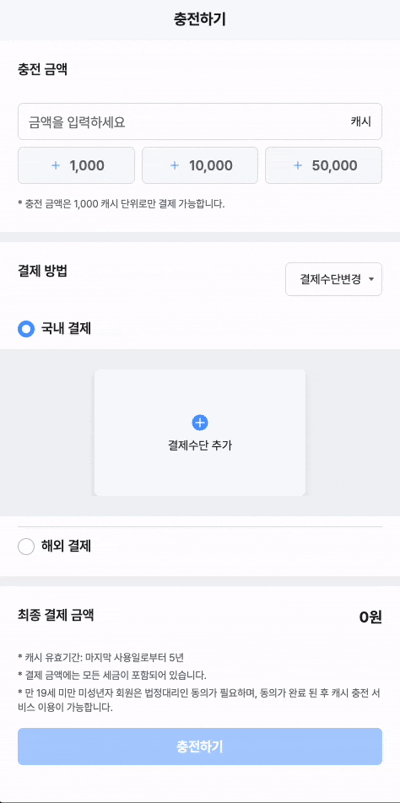 충전하기
충전 금액
금액을 입력하세요 캐시
+ 1,000 + 10,000 + 50,000
* 충전 금액은 1,000 캐시 단위로만 결제 가능합니다.
결제 방법 결제수단변경
국내 결제
결제수단 추가
해외 결제
최종 결제 금액 0원
* 캐시 유효기간: 마지막 사용일로부터 5년
* 결제 금액에는 모든 세금이 포함되어 있습니다.
* 만 19세 미만 미성년자 회원은 법정대리인 동의가 필요하며, 동의가 완료 된 후 캐시 충전 서
비스 이용이 가능합니다.
충전하기